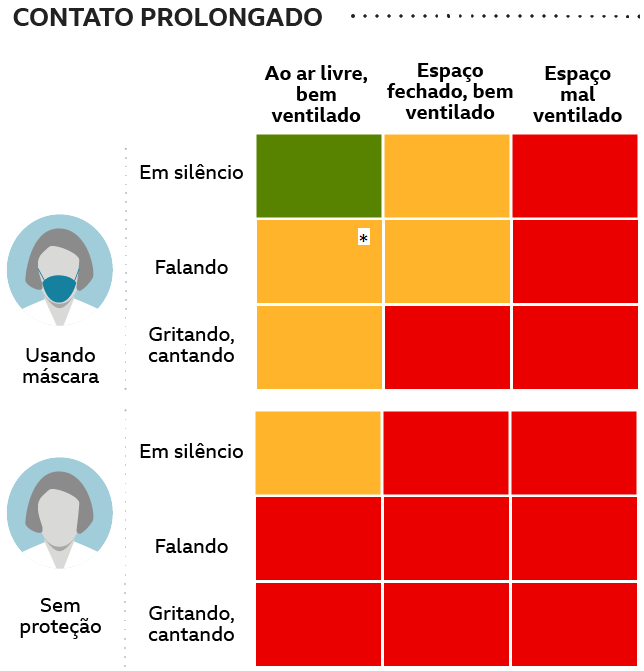 CONTATO PROLONGADO
Ao ar livre,
bem
ventilado
Espaço
fechado, bem
ventilado
Espaço
mal
ventilado
Em silêncio
*
Falando
Gritando,
cantando
Usando
máscara
Em silêncio
Falando
Gritando,
cantando
Sem
proteção